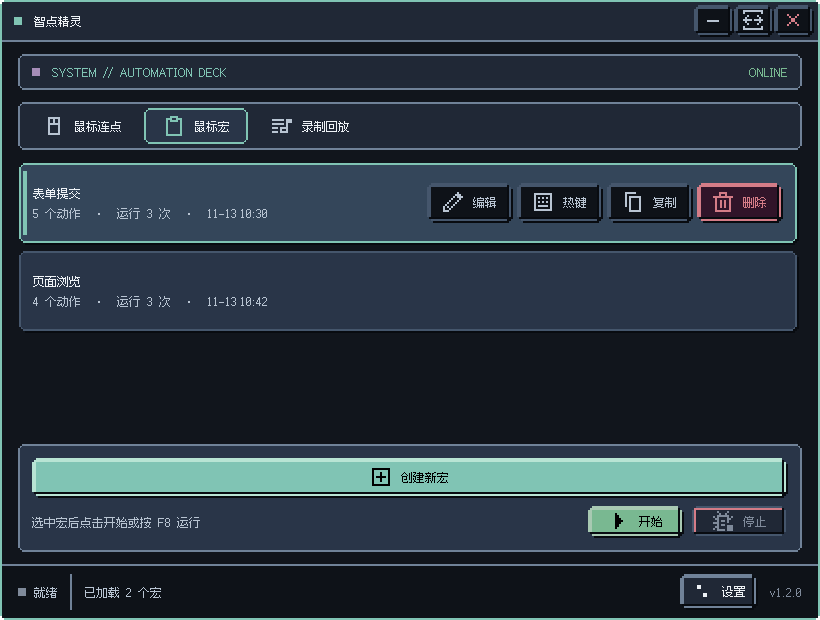 智点精灵
SYSTEM // AUTOMATION DECK ONLINE
鼠标连点 鼠标宏 录制回放
表单提交
5 个动作 · 运行 3 次 · 11-13 10:30
编辑 热键 复制 删除
页面浏览
4 个动作 · 运行 3 次 · 11-13 10:42
创建新宏
选中宏后点击开始或按 F8 运行 开始 停止
就绪 已加载 2 个宏 设置 v1.2.0